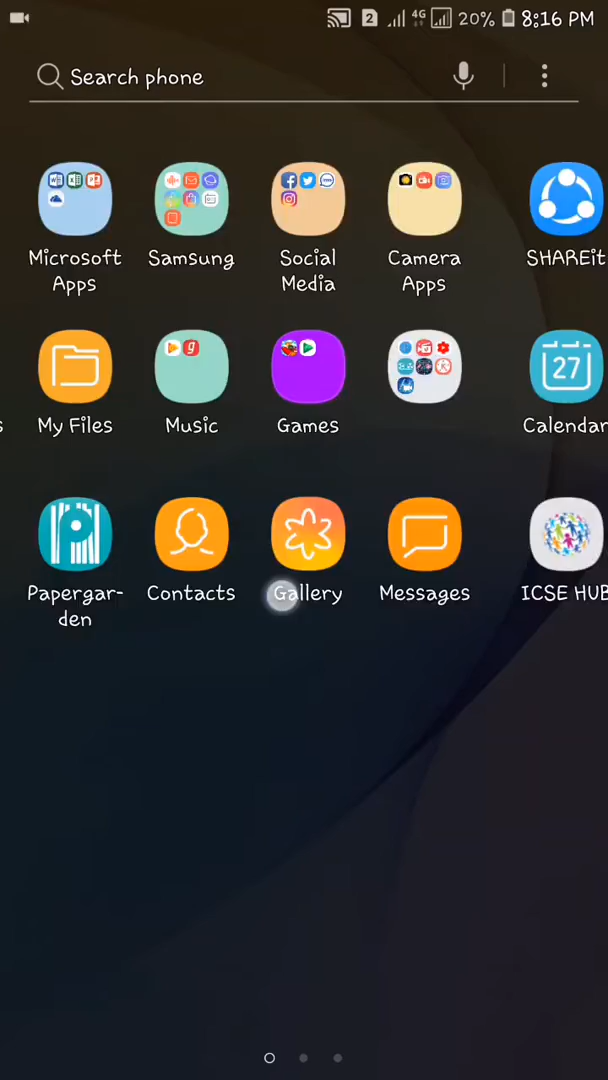 2 4G 20% 8:16 PM
Search phone
Microsoft Apps
Samsung
Social Media
Camera Apps
SHAREit
s
My Files
Music
Games
27
Calendar
Papergar-
den
Contacts
Gallery
Messages
ICSE HUB